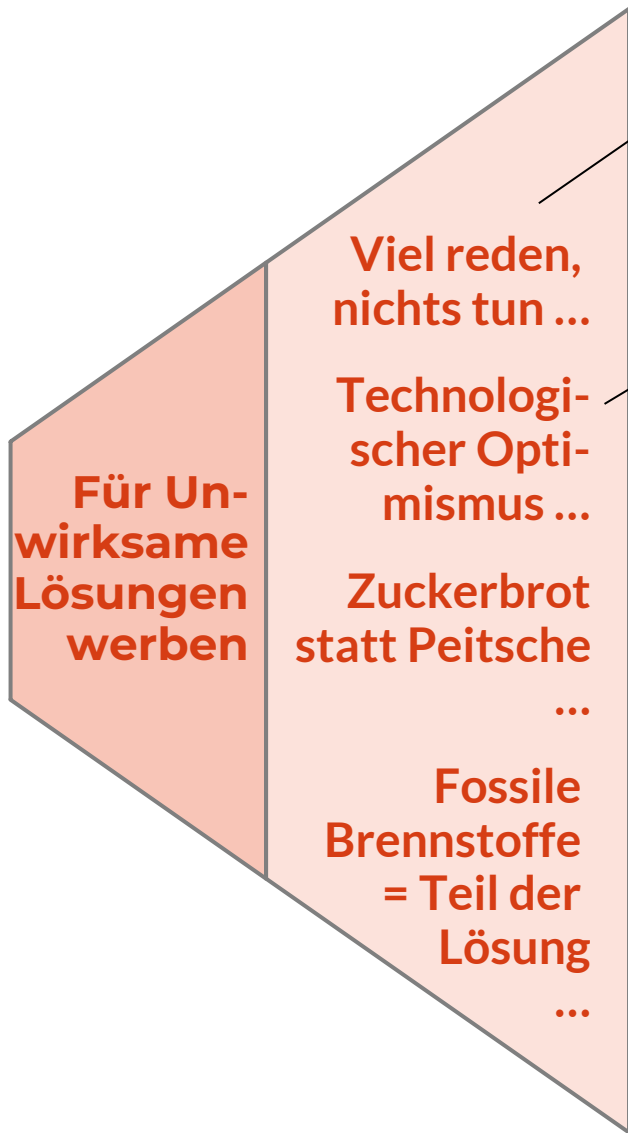 Für Un-
wirksame
Lösungen
werben
Viel reden,
nichts tun ...
Technologi-
scher Opti-
mismus ...
Zuckerbrot
statt Peitsche
...
Fossile
Brennstoffe
= Teil der
Lösung
...